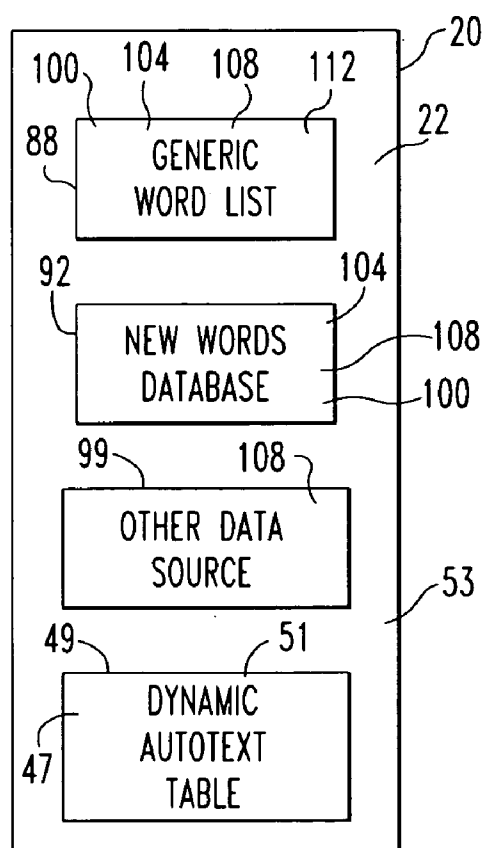 20
100 104 108 112
22
88
GENERIC
WORD LIST
92
104
NEW WORDS
DATABASE
108
100
99 108
OTHER DATA
SOURCE
53
49 51
DYNAMIC
AUTOTEXT
TABLE
47